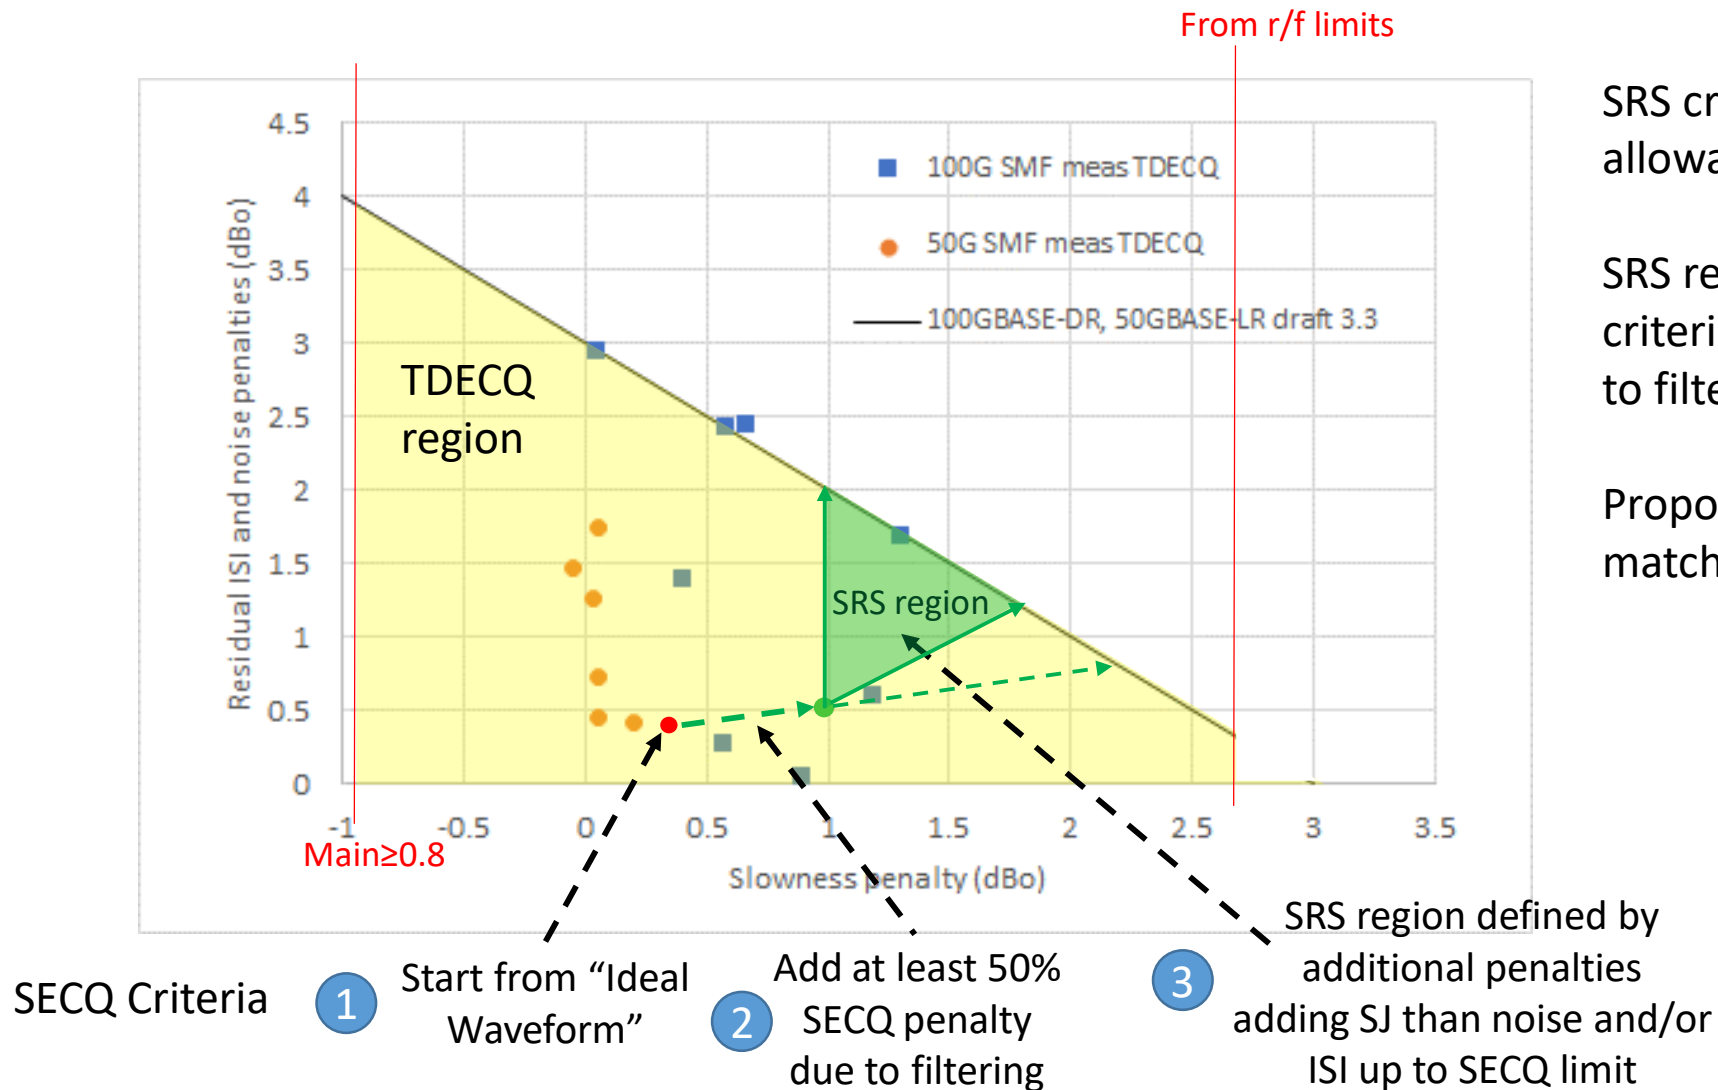 From r/f limits
SRS cr
allowa
SRS re
criteri
to filte
Propo
match
4.5
4
3.5
3
2.5
2
1.5
1
0.5
0
Residual ISI and noise penalties (dBo)
100G SMF meas TDECQ
50G SMF meas TDECQ
100GBASE-DR, 50GBASE-LR draft 3.3
TDECQ
region
SRS region
-1 -0.5 0 0.5 1 1.5 2 2.5 3 3.5
Main≥0.8
Slowness penalty (dBo)
SECQ Criteria
1
Start from “Ideal
Waveform”
2
Add at least 50%
SECQ penalty
due to filtering
3
SRS region defined by
additional penalties
adding SJ than noise and/or
ISI up to SECQ limit